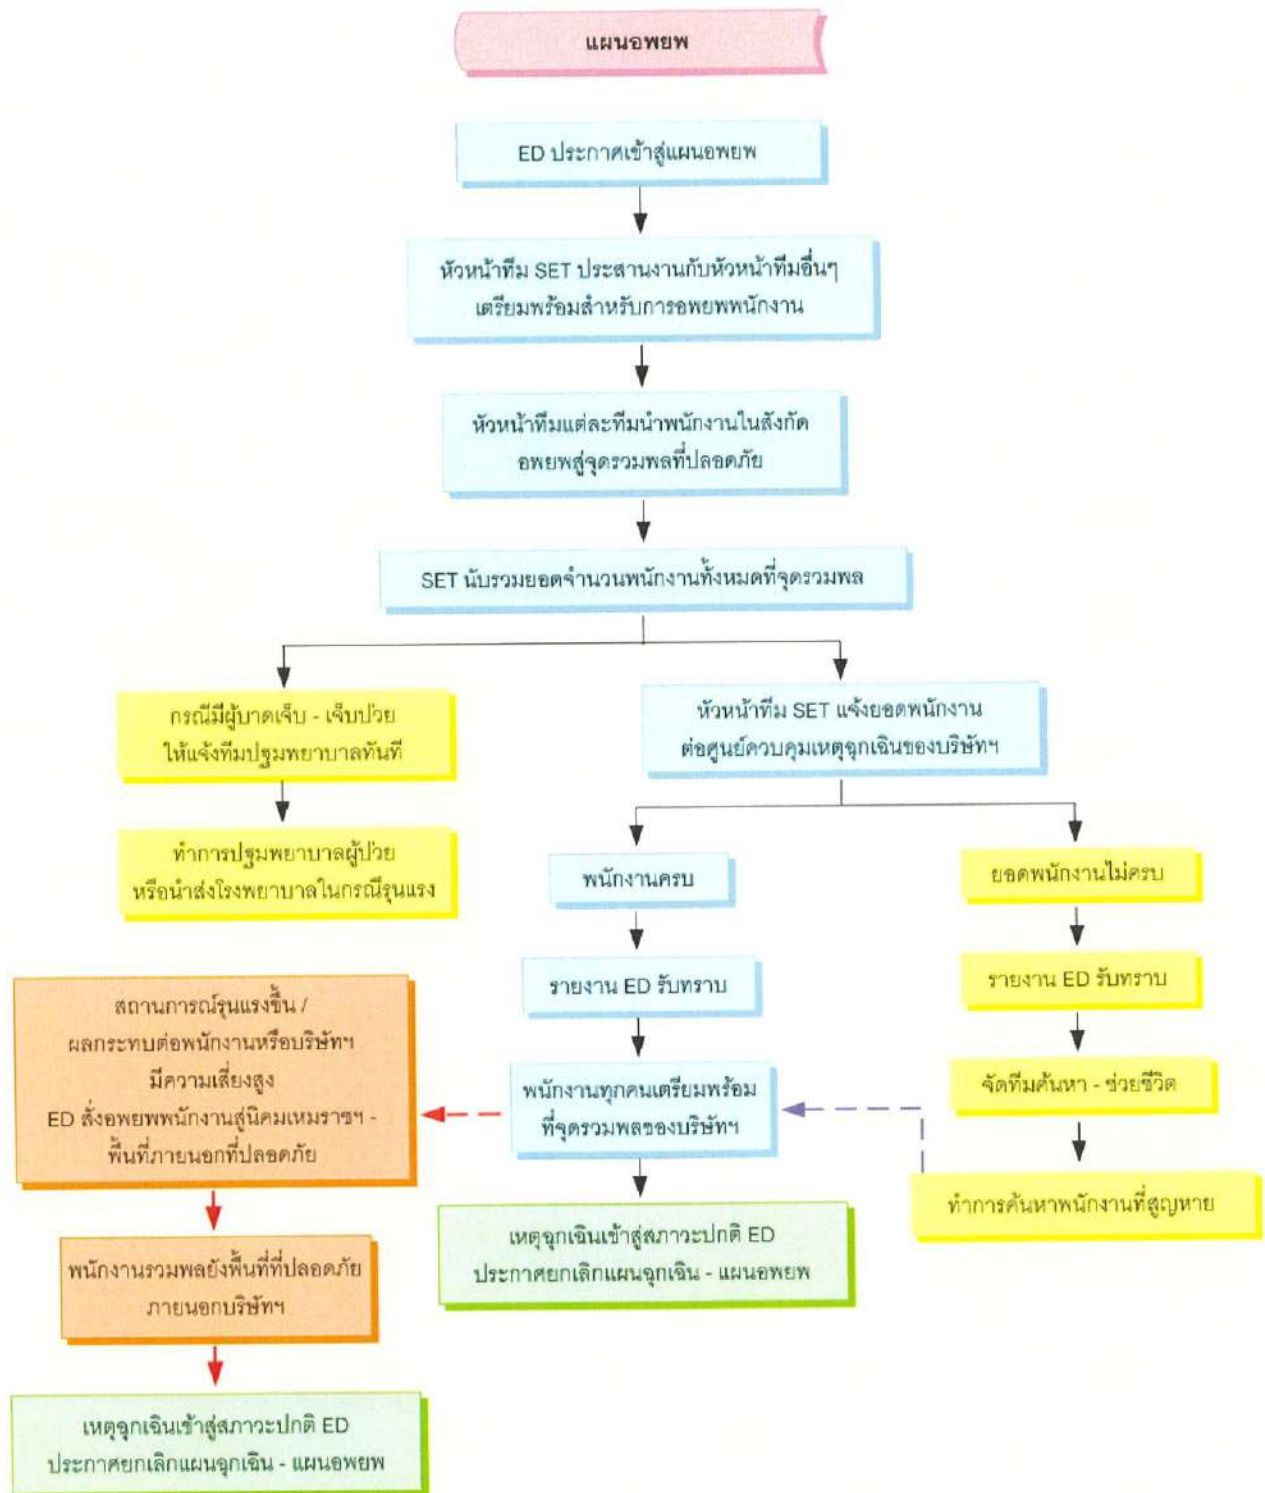 แผนอพยพ
ED ประกาศเข้าสู่แผนอพยพ
หัวหน้าทีม SET ประสานงานกับหัวหน้าทีมอื่นๆ
เตรียมพร้อมสำหรับการอพยพพนักงาน
หัวหน้าทีมแต่ละทีมนำพนักงานในสังกัด
อพยพสู่จุดรวมพลที่ปลอดภัย
SET นับรวมยอดจำนวนพนักงานทั้งหมดที่จุดรวมพล
กรณีมีผู้บาดเจ็บ - เจ็บป่วย
ให้แจ้งทีมปฐมพยาบาลทันที
ทำการปฐมพยาบาลผู้ป่วย
หรือนำส่งโรงพยาบาลในกรณีรุนแรง
หัวหน้าทีม SET แจ้งยอดพนักงาน
ต่อศูนย์ควบคุมเหตุฉุกเฉินของบริษัทฯ
พนักงานครบ
รายงาน ED รับทราบ
พนักงานทุกคนเตรียมพร้อม
ที่จุดรวมพลของบริษัทฯ
เหตุฉุกเฉินเข้าสู่สภาวะปกติ ED
ประกาศยกเลิกแผนฉุกเฉิน - แผนอพยพ
ยอดพนักงานไม่ครบ
รายงาน ED รับทราบ
จัดทีมค้นหา - ช่วยชีวิต
ทำการค้นหาพนักงานที่สูญหาย
สถานการณ์รุนแรงขึ้น /
ผลกระทบต่อพนักงานหรือบริษัทฯ
มีความเสี่ยงสูง
ED สั่งอพยพพนักงานสู่นิคมเหมราชฯ -
พื้นที่ภายนอกที่ปลอดภัย
พนักงานรวมพลยังพื้นที่ที่ปลอดภัย
ภายนอกบริษัทฯ
เหตุฉุกเฉินเข้าสู่สภาวะปกติ ED
ประกาศยกเลิกแผนฉุกเฉิน - แผนอพยพ